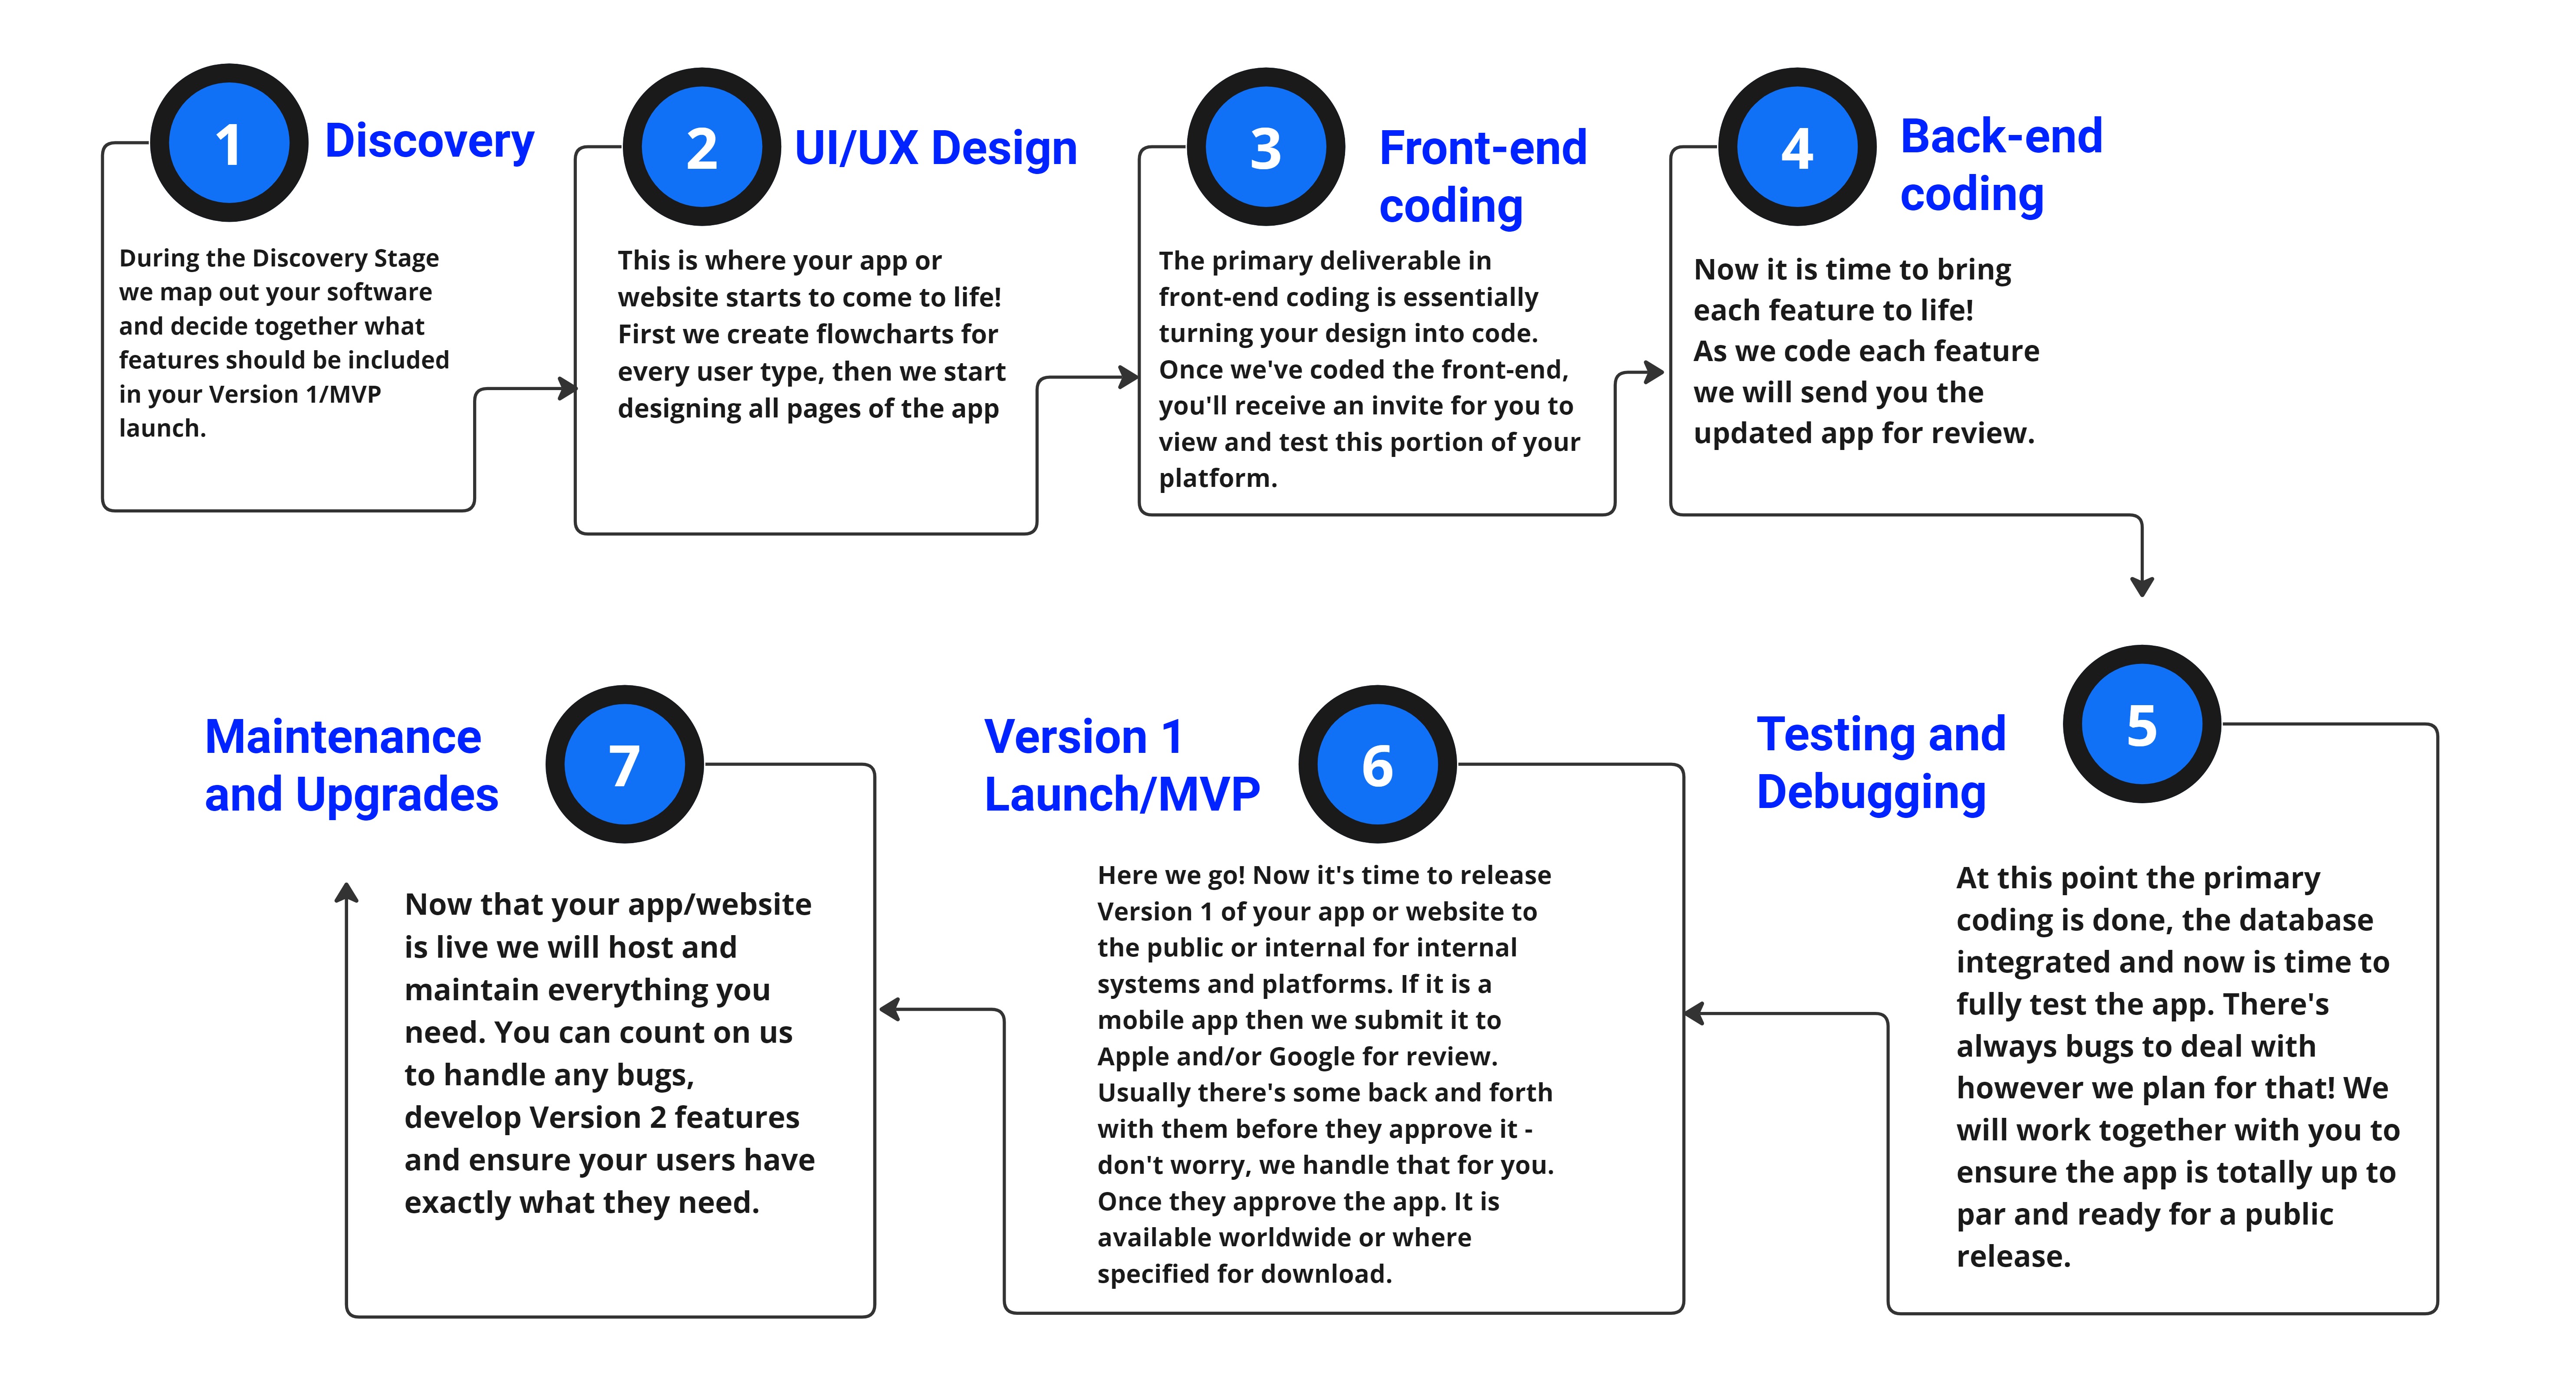 1
Discovery
During the Discovery Stage
we map out your software
and decide together what
features should be included
in your Version 1/MVP
launch.
2
UI/UX Design
This is where your app or
website starts to come to life!
First we create flowcharts for
every user type, then we start
designing all pages of the app
3
Front-end
coding
The primary deliverable in
front-end coding is essentially
turning your design into code.
Once we've coded the front-end,
you'll receive an invite for you to
view and test this portion of your
platform.
4
Back-end
coding
Now it is time to bring
each feature to life!
As we code each feature
we will send you the
updated app for review.
5
Testing and
Debugging
At this point the primary
coding is done, the database
integrated and now is time to
fully test the app. There's
always bugs to deal with
however we plan for that! We
will work together with you to
ensure the app is totally up to
par and ready for a public
release.
6
Version 1
Launch/MVP
Here we go! Now it's time to release
Version 1 of your app or website to
the public or internal for internal
systems and platforms. If it is a
mobile app then we submit it to
Apple and/or Google for review.
Usually there's some back and forth
with them before they approve it -
don't worry, we handle that for you.
Once they approve the app. It is
available worldwide or where
specified for download.
7
Maintenance
and Upgrades
Now that your app/website
is live we will host and
maintain everything you
need. You can count on us
to handle any bugs,
develop Version 2 features
and ensure your users have
exactly what they need.